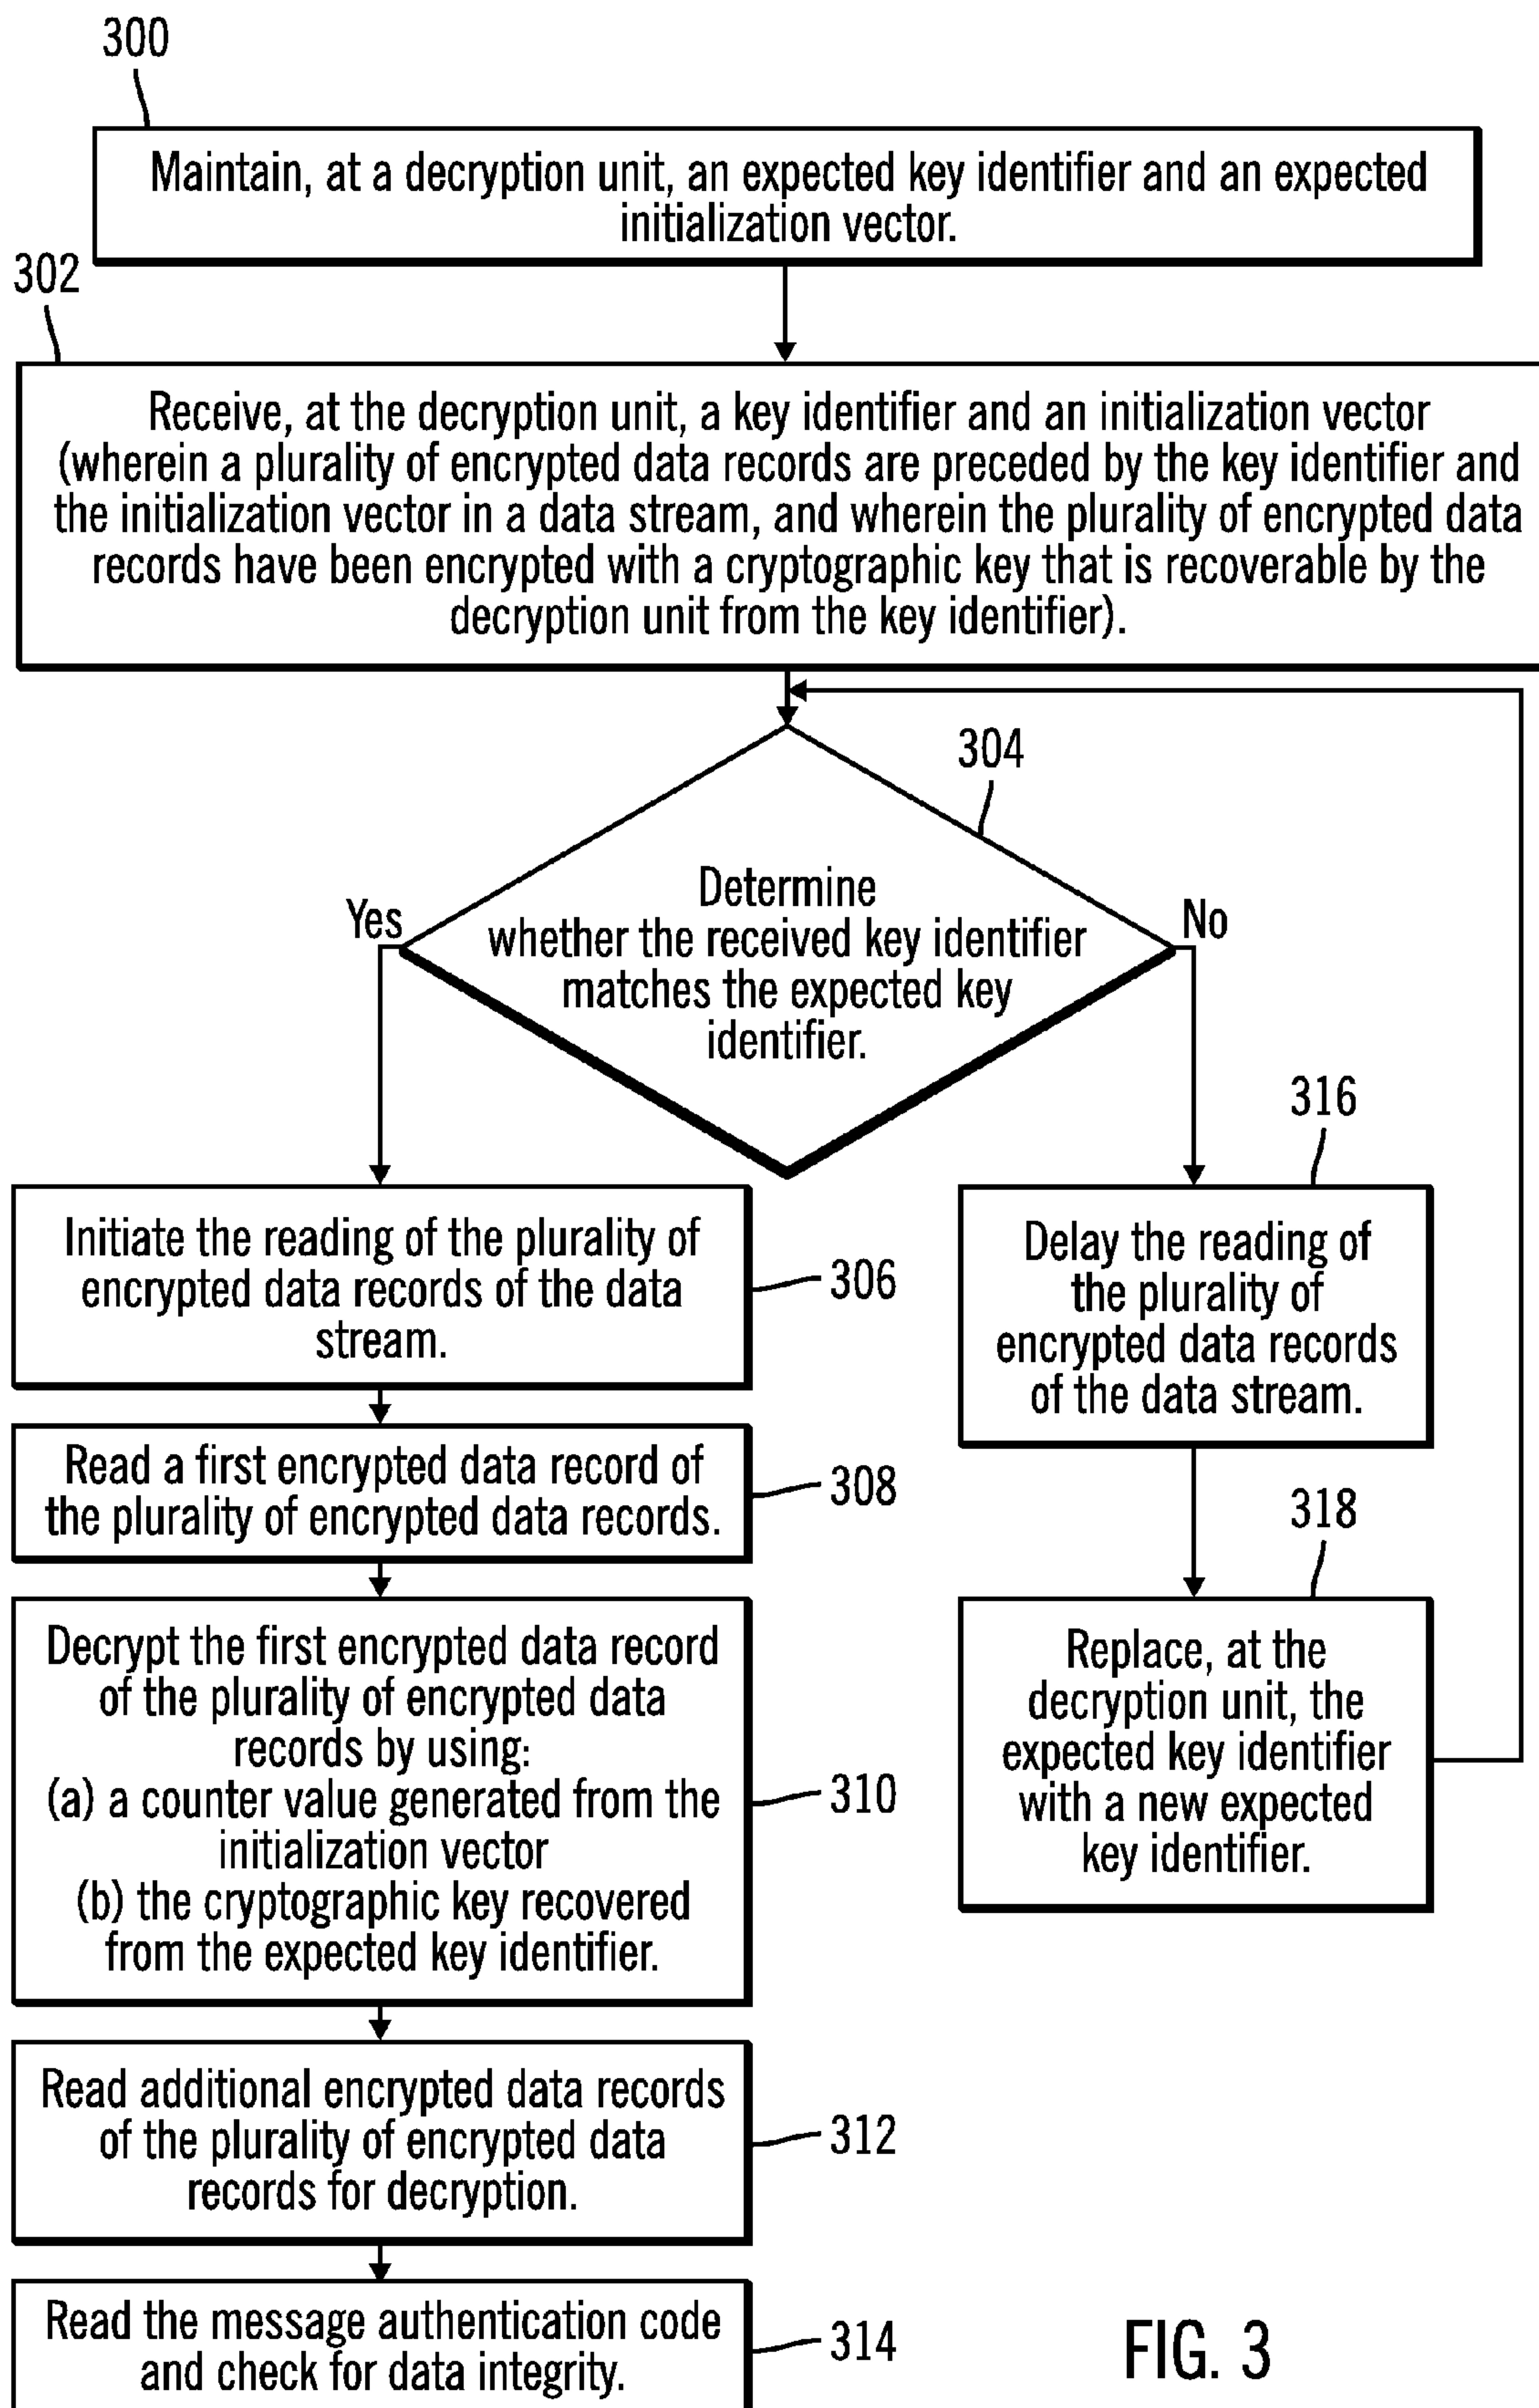 300
Maintain, at a decryption unit, an expected key identifier and an expected
initialization vector.
302
Receive, at the decryption unit, a key identifier and an initialization vector
(wherein a plurality of encrypted data records are preceded by the key identifier and
the initialization vector in a data stream, and wherein the plurality of encrypted data
records have been encrypted with a cryptographic key that is recoverable by the
decryption unit from the key identifier).
304
Determine
whether the received key identifier
matches the expected key
identifier.
Yes
No
Initiate the reading of the plurality of
encrypted data records of the data
stream.
306
Read a first encrypted data record of
the plurality of encrypted data records.
308
Decrypt the first encrypted data record
of the plurality of encrypted data
records by using:
(a) a counter value generated from the
initialization vector
(b) the cryptographic key recovered
from the expected key identifier.
310
Read additional encrypted data records
of the plurality of encrypted data
records for decryption.
312
Read the message authentication code
and check for data integrity.
314
316
Delay the reading of
the plurality of
encrypted data records
of the data stream.
318
Replace, at the
decryption unit, the
expected key identifier
with a new expected
key identifier.
FIG. 3